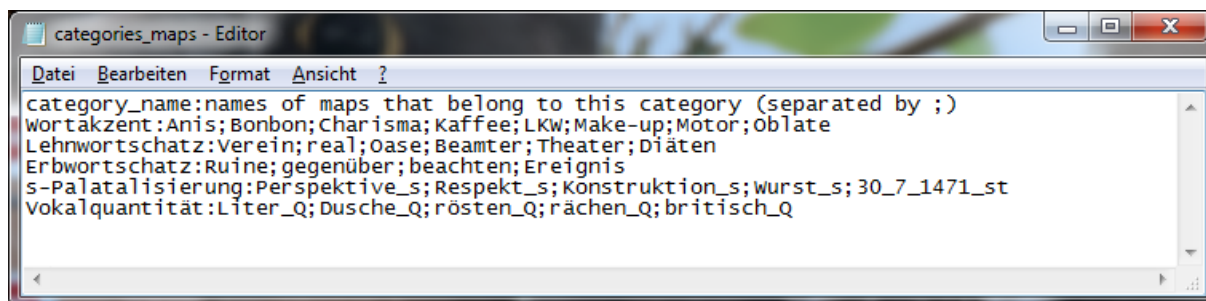 categories_maps - Editor
Datei Bearbeiten Format Ansicht ?
category_name:names of maps that belong to this category (separated by ;)
Wortakzent:Anis;Bonbon;Charisma;Kaffee;LKW;Make-up;Motor;Oblate
Lehnwortschatz:Verein;real;Oase;Beamter;Theater;Diäten
Erbwortschatz:Ruine;gegenüber;beachten;Ereignis
s-Palatalisierung:Perspektive_s;Respekt_s;Konstruktion_s;Wurst_s;30_7_1471_st
Vokalquantität:Liter_Q;Dusche_Q;rösten_Q;rächen_Q;britisch_Q